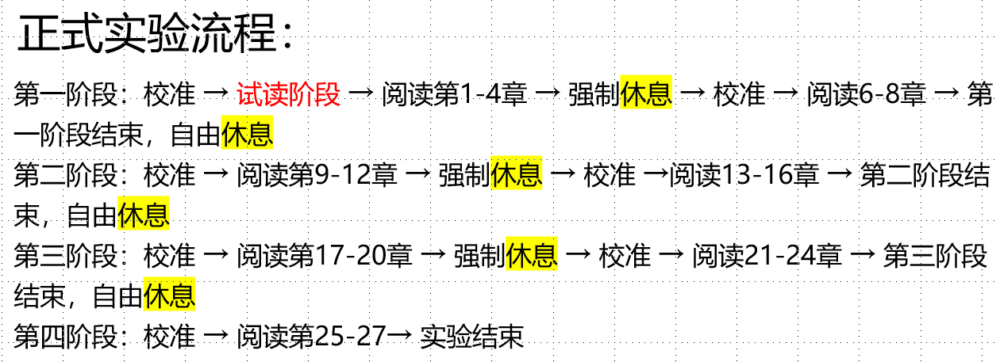 正式实验流程：
第一阶段：校准 → 试读阶段 → 阅读第1-4章 → 强制休息 → 校准 → 阅读6-8章 → 第
一阶段结束，自由休息
第二阶段：校准 → 阅读第9-12章 → 强制休息 → 校准 →阅读13-16章 → 第二阶段结
束，自由休息
第三阶段：校准 → 阅读第17-20章 → 强制休息 → 校准 → 阅读21-24章 → 第三阶段
结束，自由休息
第四阶段：校准 → 阅读第25-27→ 实验结束